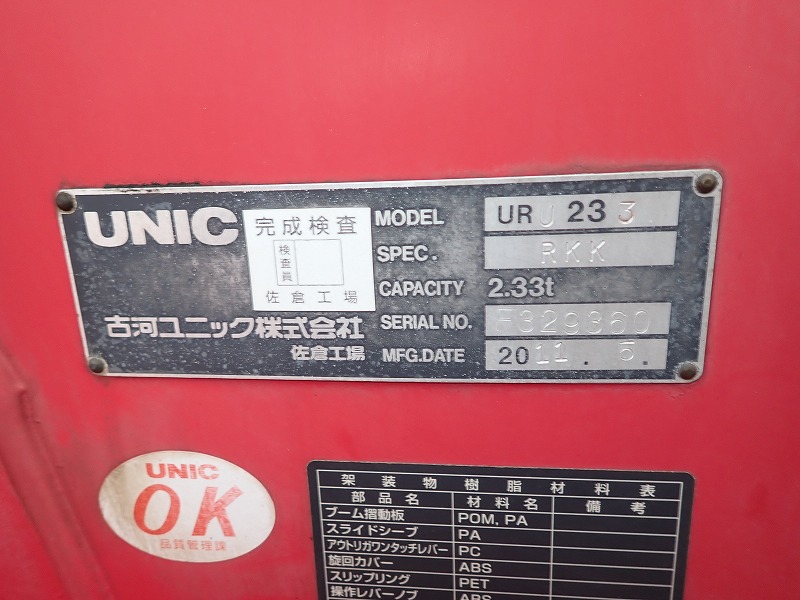 UNIC
完成検査
検査員
佐倉工場
古河ユニック株式会社
佐倉工場
MODEL URU233
SPEC. RKK
CAPACITY 2.33t
SERIAL NO. F329360
MFG.DATE 2011.5.
UNIC
OK
品質管理課
架装物樹脂材料表
部品名 材料名 備考
ブーム摺動板 POM, PA
スライドシーブ PA
アウトリガワンタッチレバー PC
旋回カバー ABS
スリップリング PET
操作レバーノブ ABS